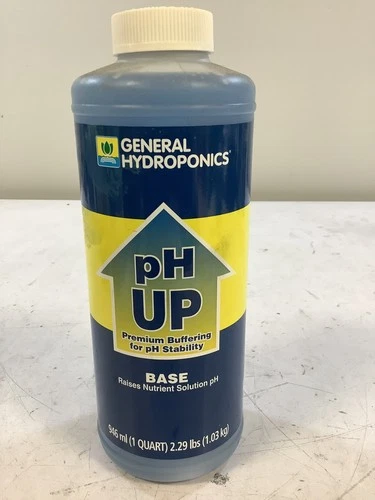 GENERAL
HYDROPONICS®
pH
UP
Premium Buffering
for pH Stability
BASE
Raises Nutrient Solution pH
946 ml (1 QUART) 2.29 lbs (1.03 kg)